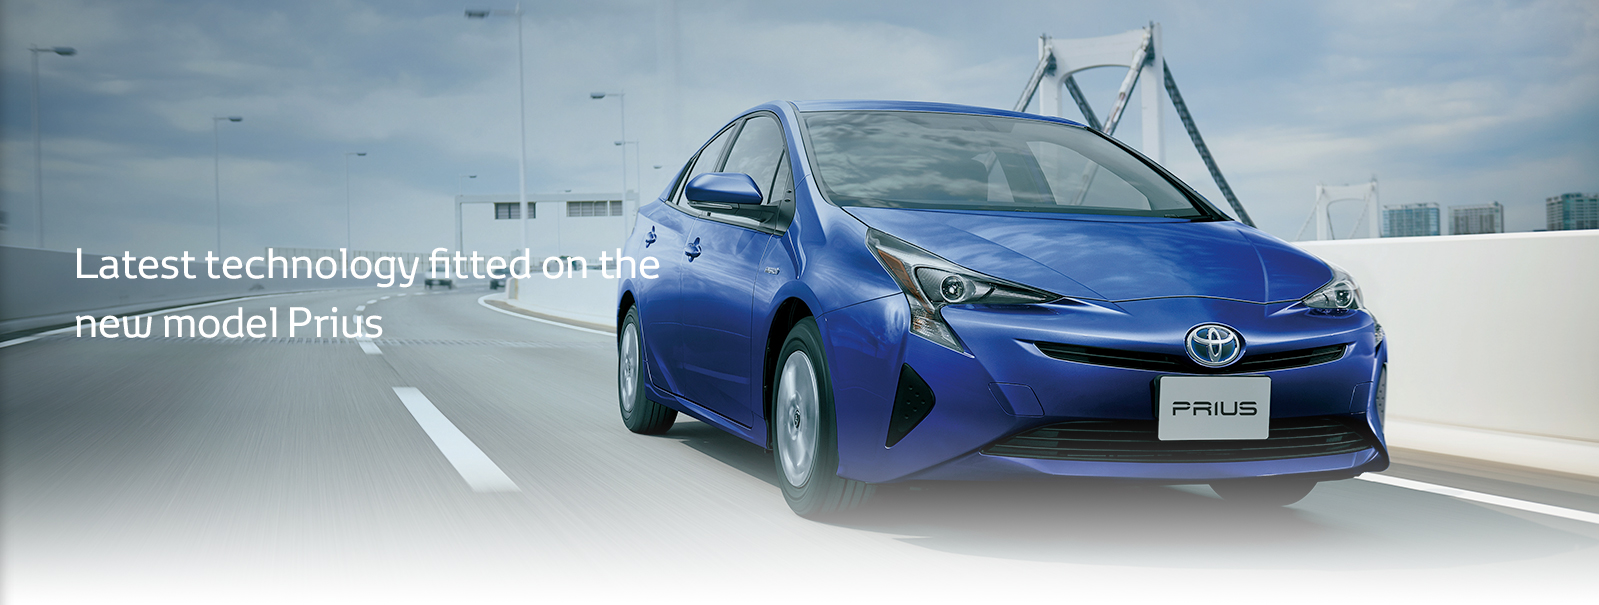 Latest technology fitted on the
new model Prius
PRIUS